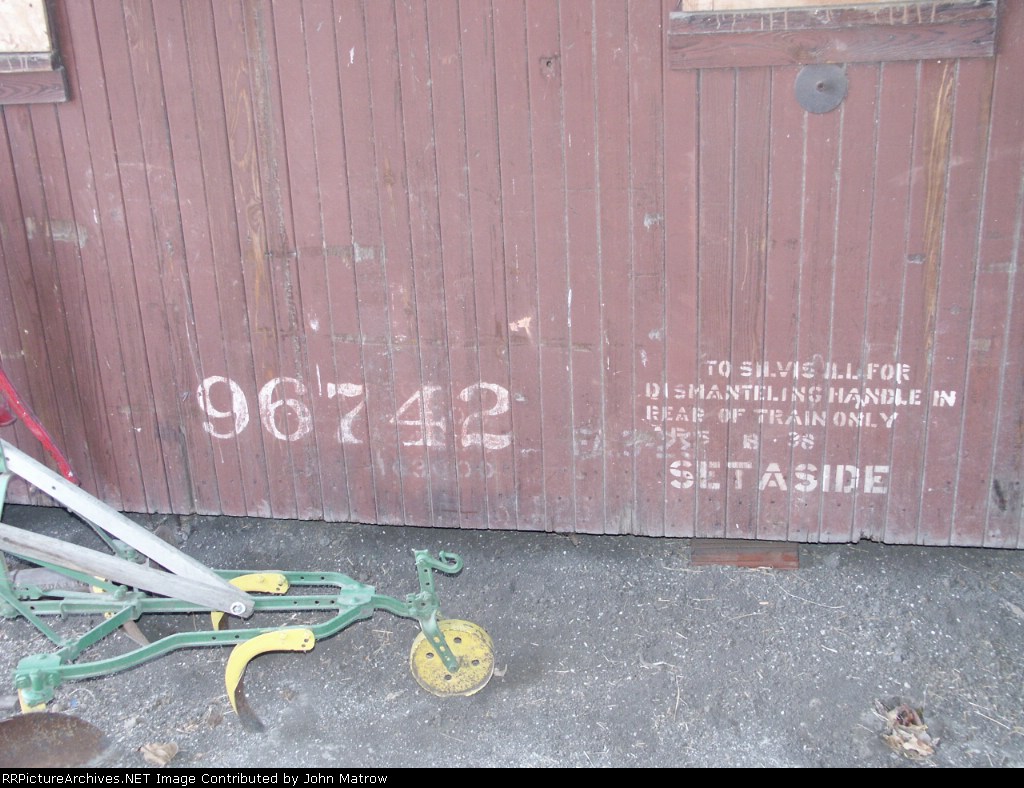 96742
TO SILVIS ILL FOR
DISMANTELING HANDLE IN
REAR OF TRAIN ONLY
B 38
SETASIDE
RRPictureArchives.NET Image Contributed by John Matrow